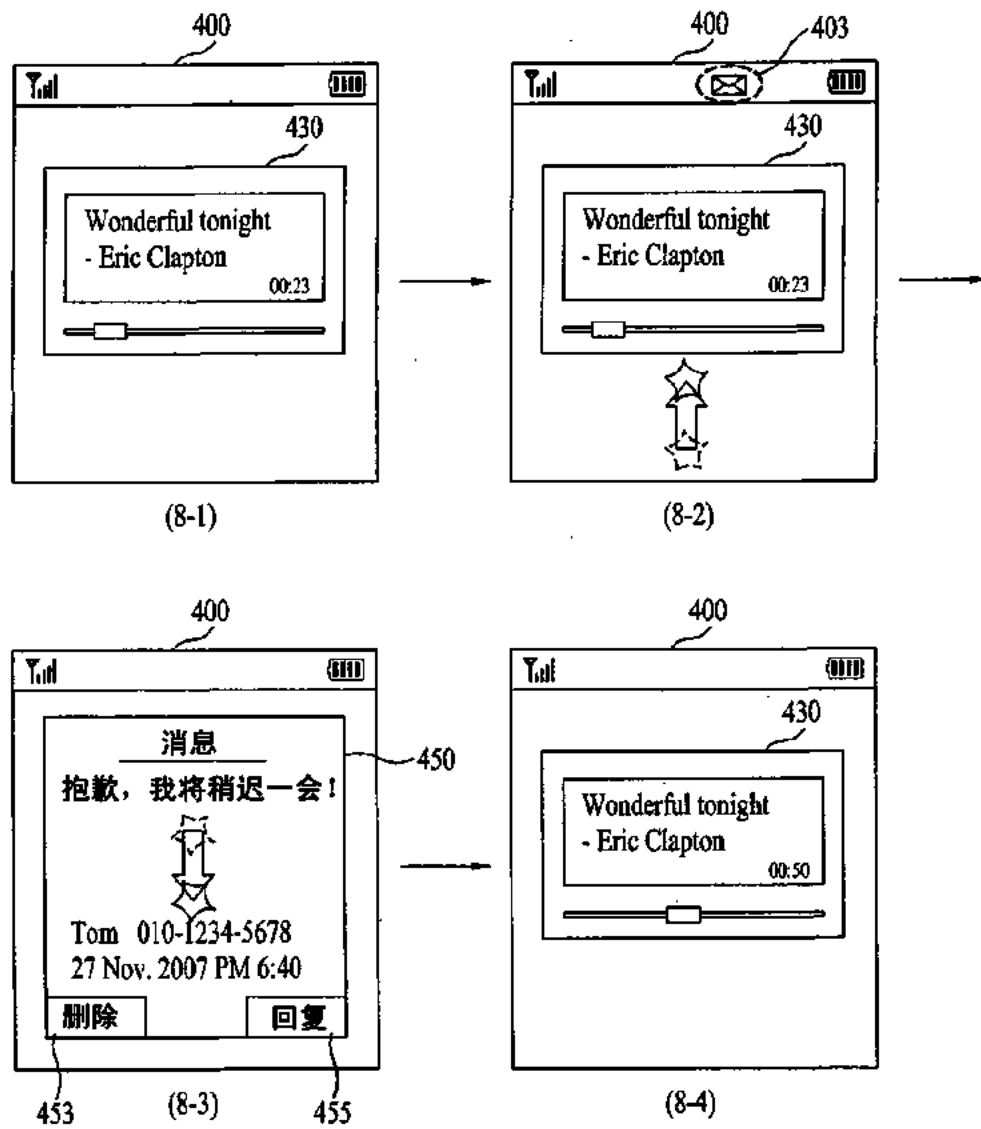 400
430
Wonderful tonight
- Eric Clapton
00:23
(8-1)
400
403
430
Wonderful tonight
- Eric Clapton
00:23
(8-2)
400
消息
450
抱歉，我将稍迟一会！
Tom 010-1234-5678
27 Nov. 2007 PM 6:40
删除
回复
453
(8-3)
455
400
430
Wonderful tonight
- Eric Clapton
00:50
(8-4)